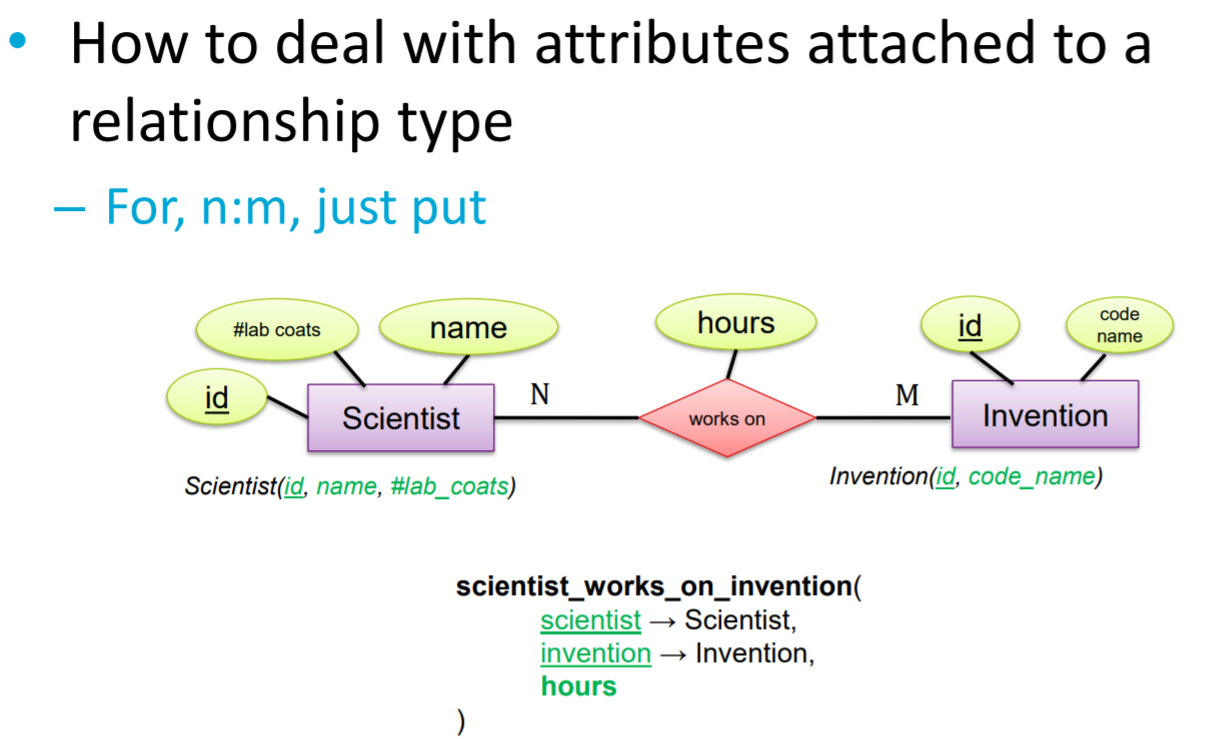 • How to deal with attributes attached to a
relationship type
– For, n:m, just put
#lab coats
name
hours
id
code
name
id
Scientist
N
works on
M
Invention
Scientist(id, name, #lab_coats)
Invention(id, code_name)
scientist_works_on_invention(
scientist → Scientist,
invention → Invention,
hours
)